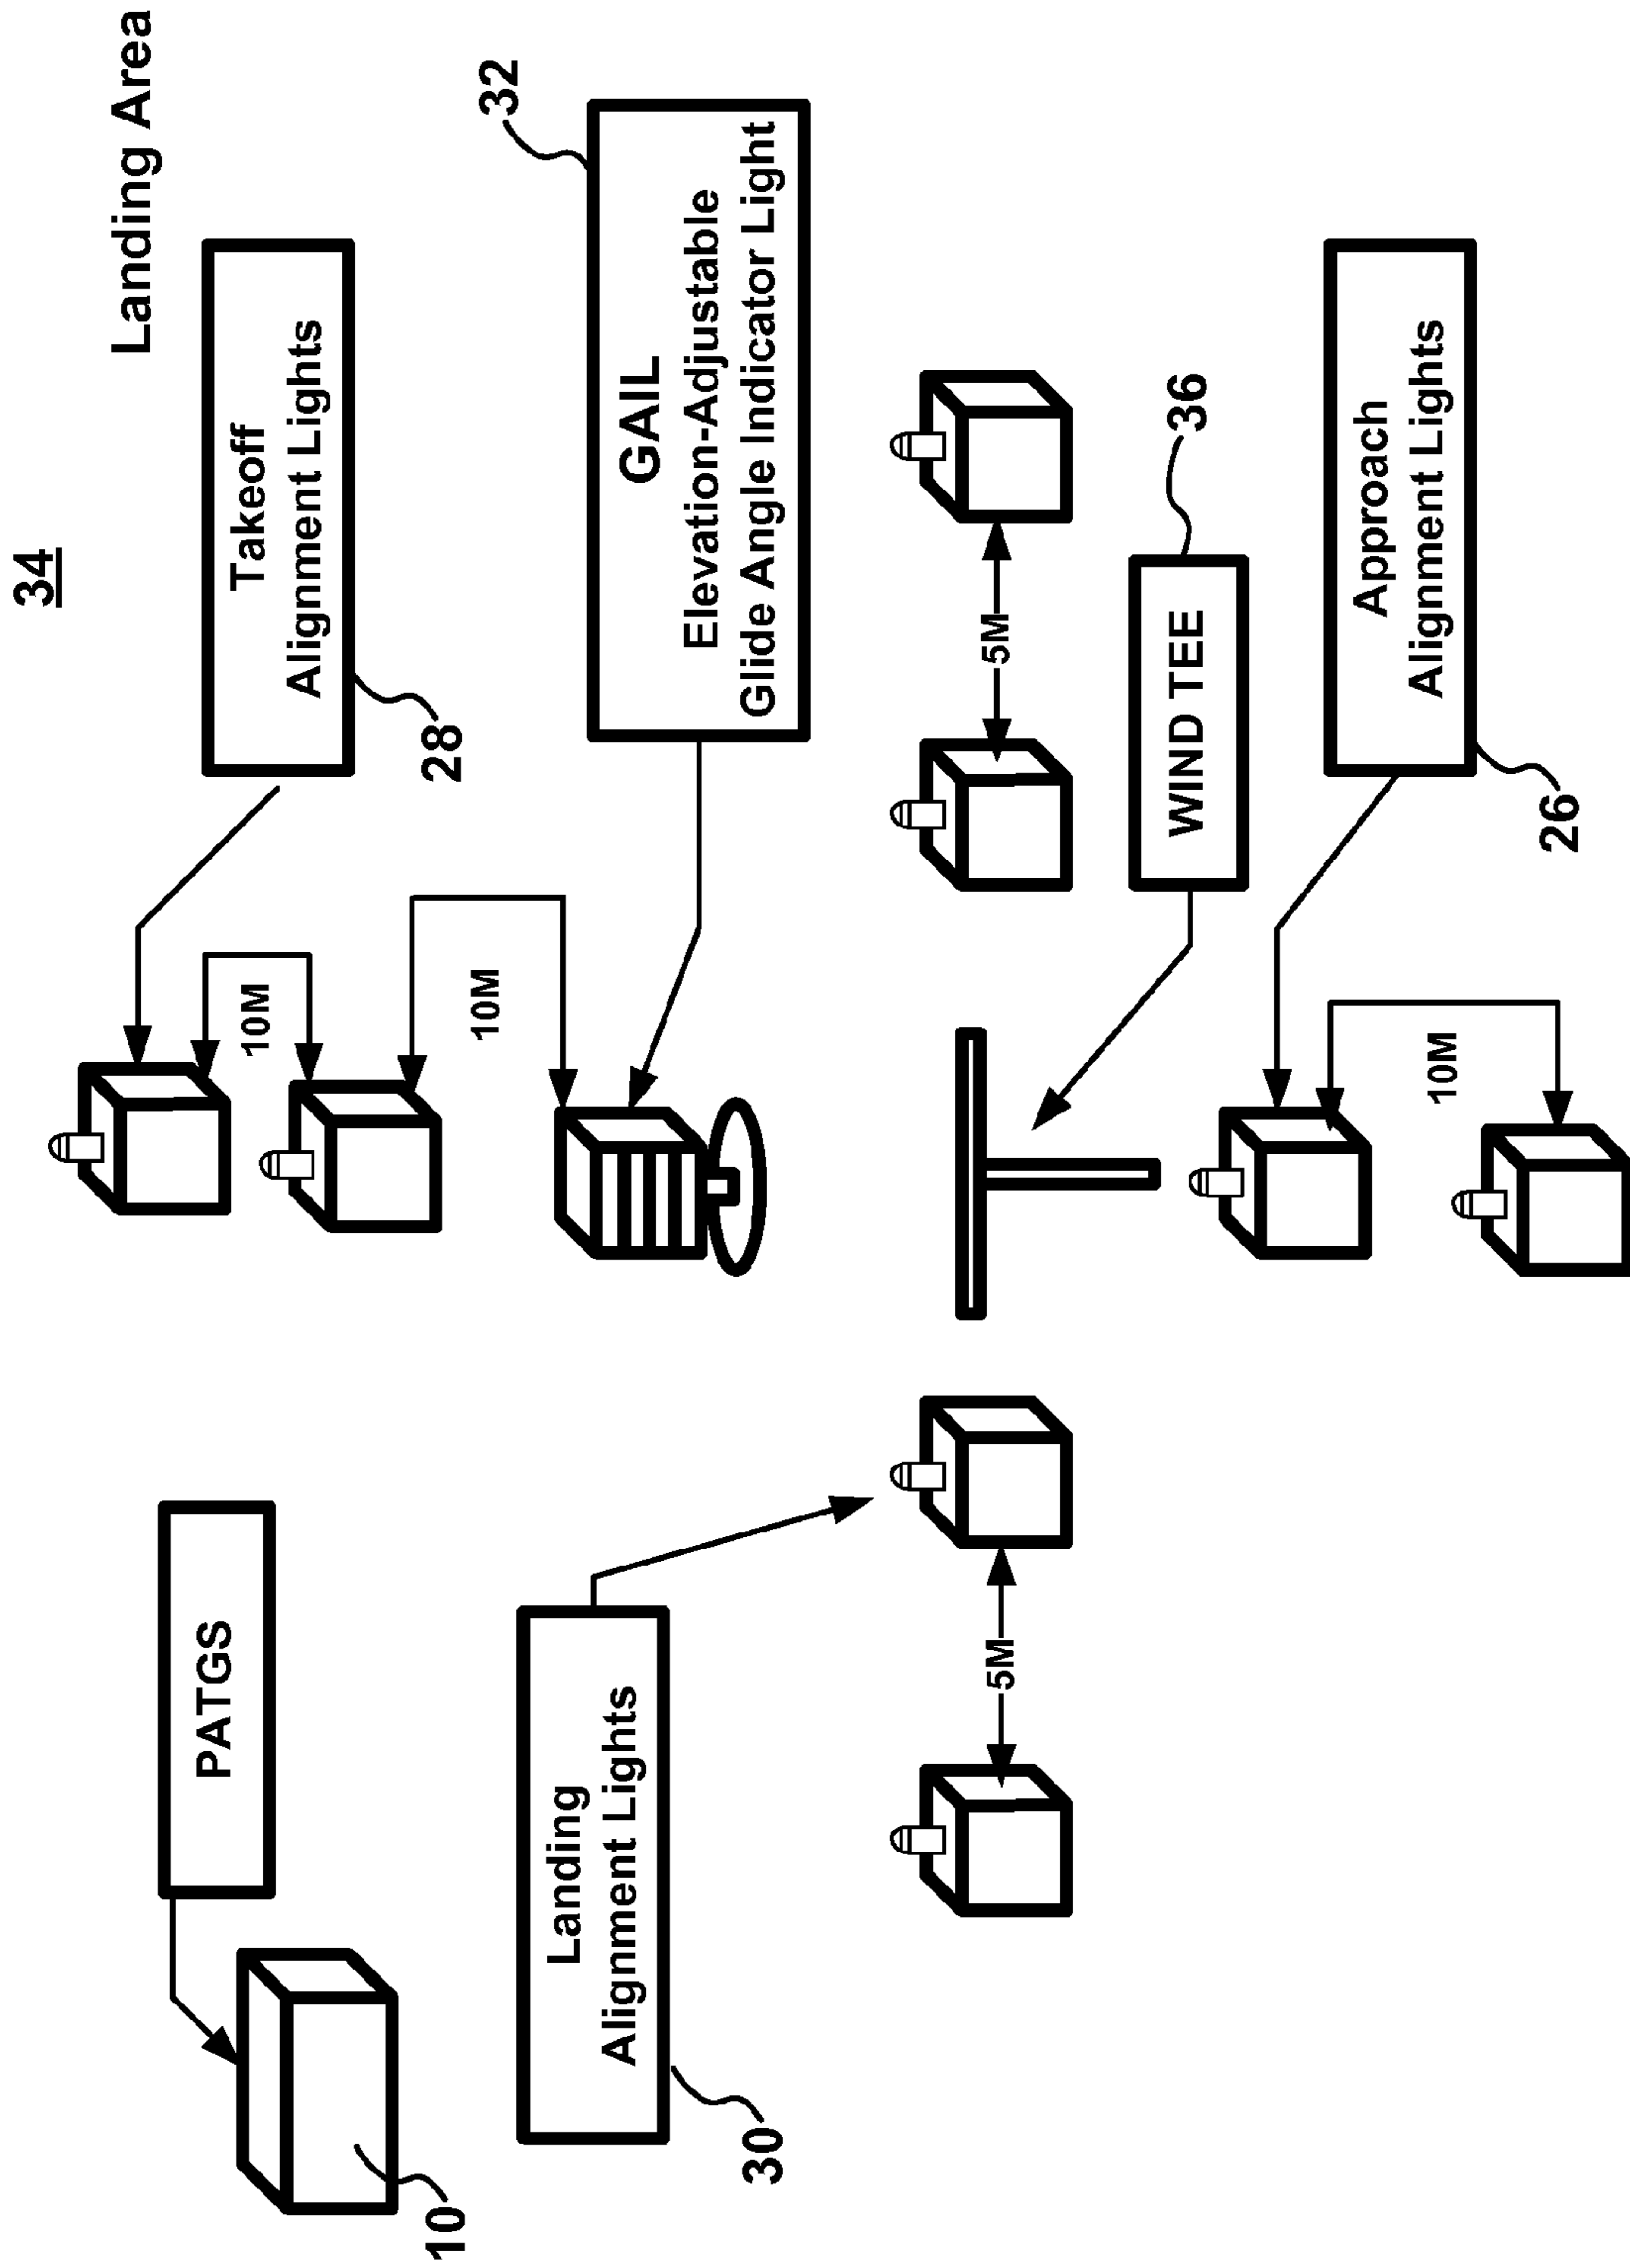 34
Landing Area
PATGS
10
Takeoff
Alignment Lights
28
10M
10M
Landing
Alignment Lights
30
GAIL
Elevation-Adjustable
Glide Angle Indicator Light
32
5M
5M
WIND TEE
36
Approach
Alignment Lights
26
10M